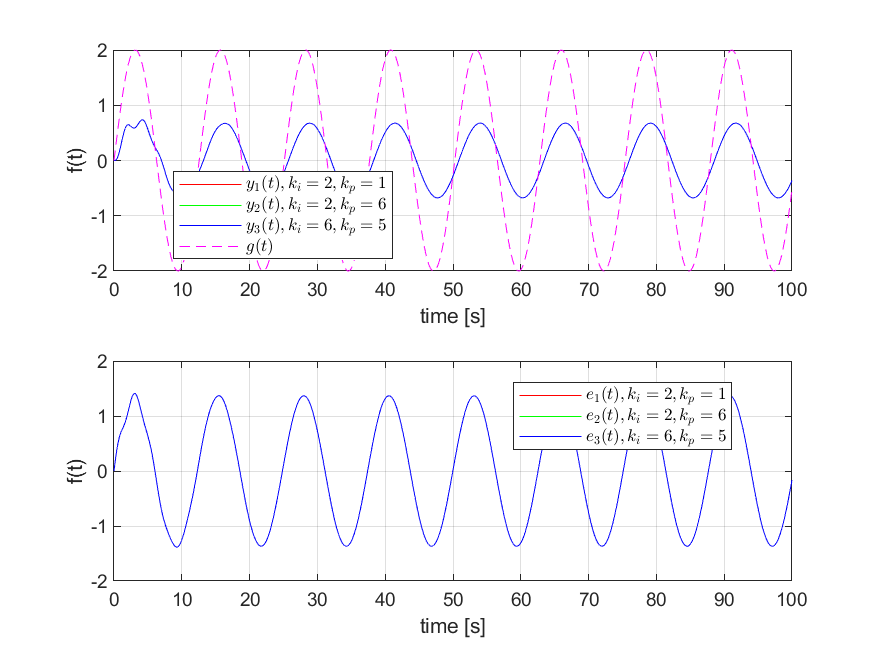 2
1
0
-1
-2
f(t)
y₁(t), kᵢ = 2, kₚ = 1
y₂(t), kᵢ = 2, kₚ = 6
y₃(t), kᵢ = 6, kₚ = 5
g(t)
0 10 20 30 40 50 60 70 80 90 100
time [s]
2
1
0
-1
-2
f(t)
e₁(t), kᵢ = 2, kₚ = 1
e₂(t), kᵢ = 2, kₚ = 6
e₃(t), kᵢ = 6, kₚ = 5
0 10 20 30 40 50 60 70 80 90 100
time [s]